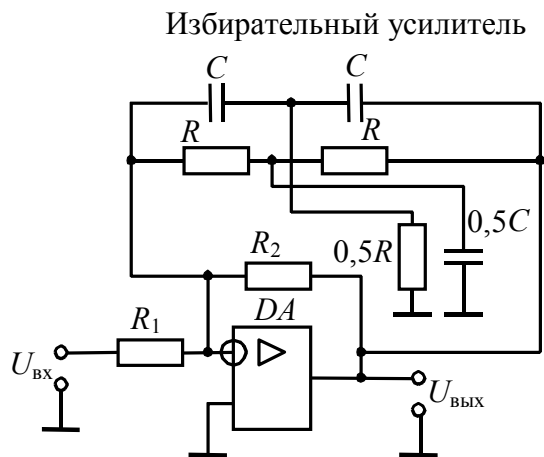 Избирательный усилитель
C C
R R
0,5R 0,5C
R2
R1 DA
Uвх
Uвых